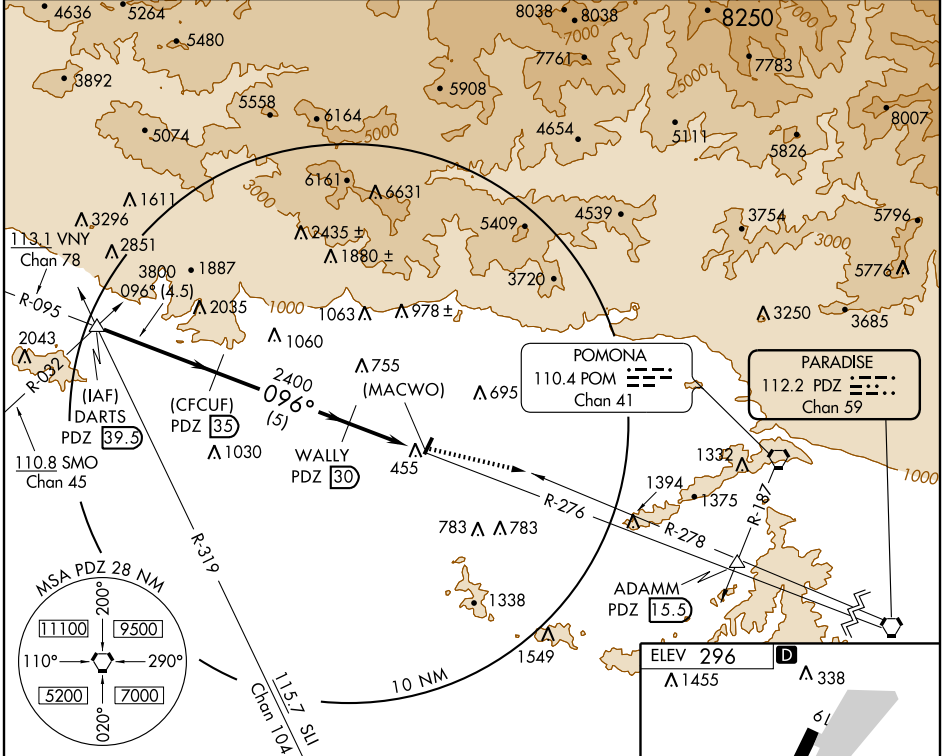 4636
5264
5480
3892
5558
6164
5074
5000
8038
8038
7000
7761
8250
7783
5908
5000
8007
4654
5111
5826
6161
6631
3000
1611
3296
2851
2435 ±
1880 ±
5409
4539
3754
5796
3000
5776
3720
3250
3685
113.1 VNY
Chan 78
R-095
3800
096° (4.5)
1887
2035
1000
1063
978 ±
1060
2043
R-032
(IAF)
DARTS
PDZ 39.5
110.8 SMO
Chan 45
(CFCUF)
PDZ 35
1030
2400
096°
(5)
755
(MACWO)
695
WALLY
PDZ 30
455
POMONA
110.4 POM
Chan 41
PARADISE
112.2 PDZ
Chan 59
1332
1394
1375
1000
R-187
R-276
R-278
783
783
ADAMM
PDZ 15.5
R-319
1338
1549
10 NM
115.7 SLI
Chan 104
MSA PDZ 28 NM
200°
11100
9500
110°
290°
5200
7000
020°
ELEV 296
D
1455
338